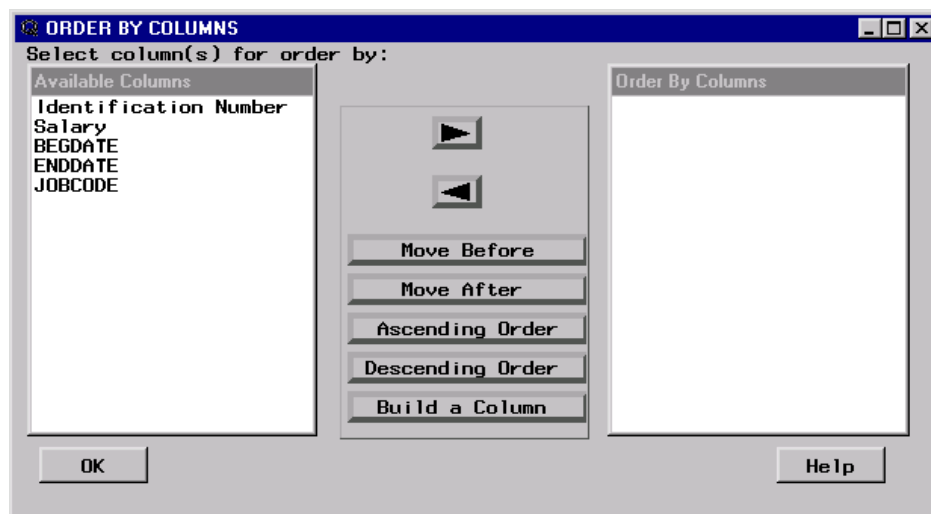 ORDER BY COLUMNS
Select column(s) for order by:
Available Columns
Identification Number
Salary
BEGDATE
ENDDATE
JOBCODE
Move Before
Move After
Ascending Order
Descending Order
Build a Column
Order By Columns
OK
Help